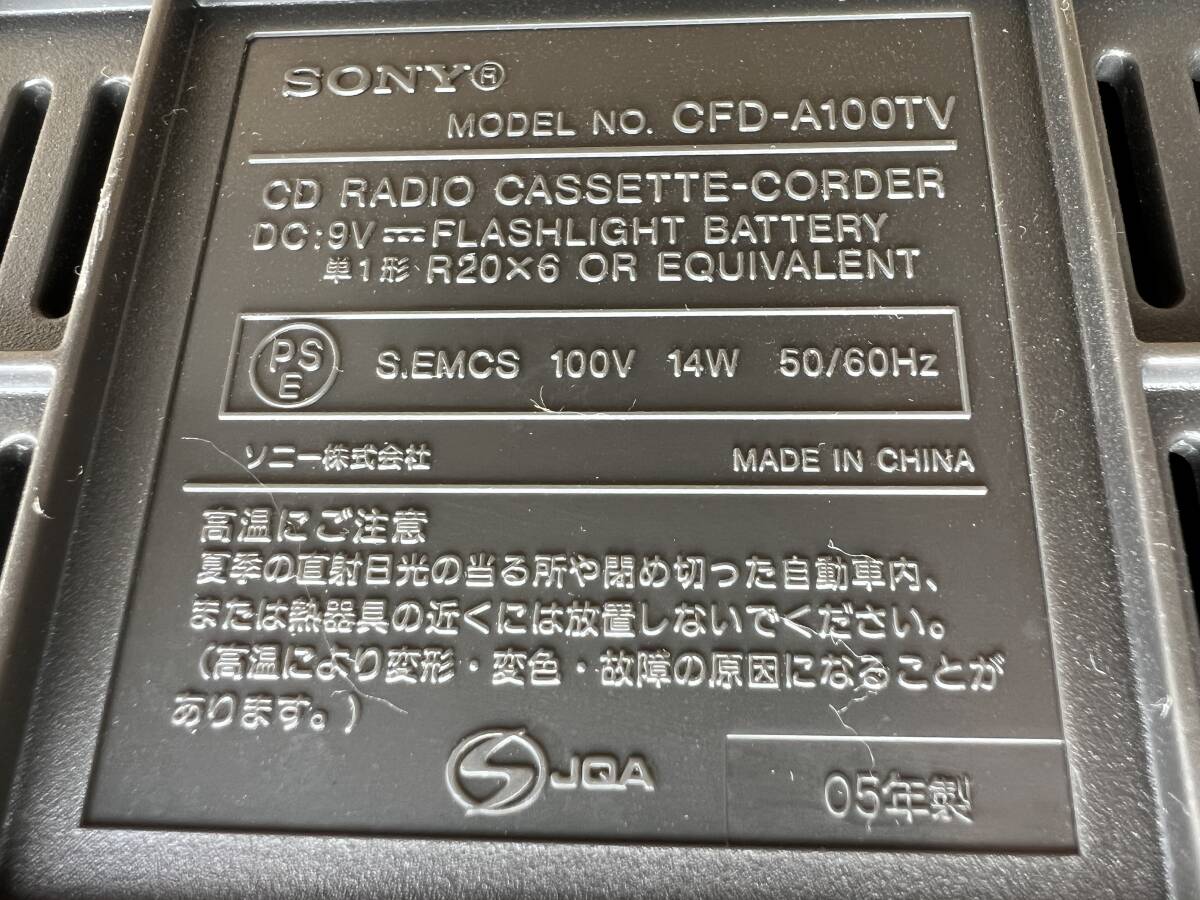 SONY®
MODEL NO. CFD-A100TV
CD RADIO CASSETTE-CORDER
DC:9V ⎓ FLASHLIGHT BATTERY
単1形 R20×6 OR EQUIVALENT
PSE S.EMCS 100V 14W 50/60Hz
ソニー株式会社 MADE IN CHINA
高温にご注意
夏季の直射日光の当る所や閉め切った自動車内、
または熱器具の近くには放置しないでください。
(高温により変形・変色・故障の原因になることが
あります。)
S JQA
05年製